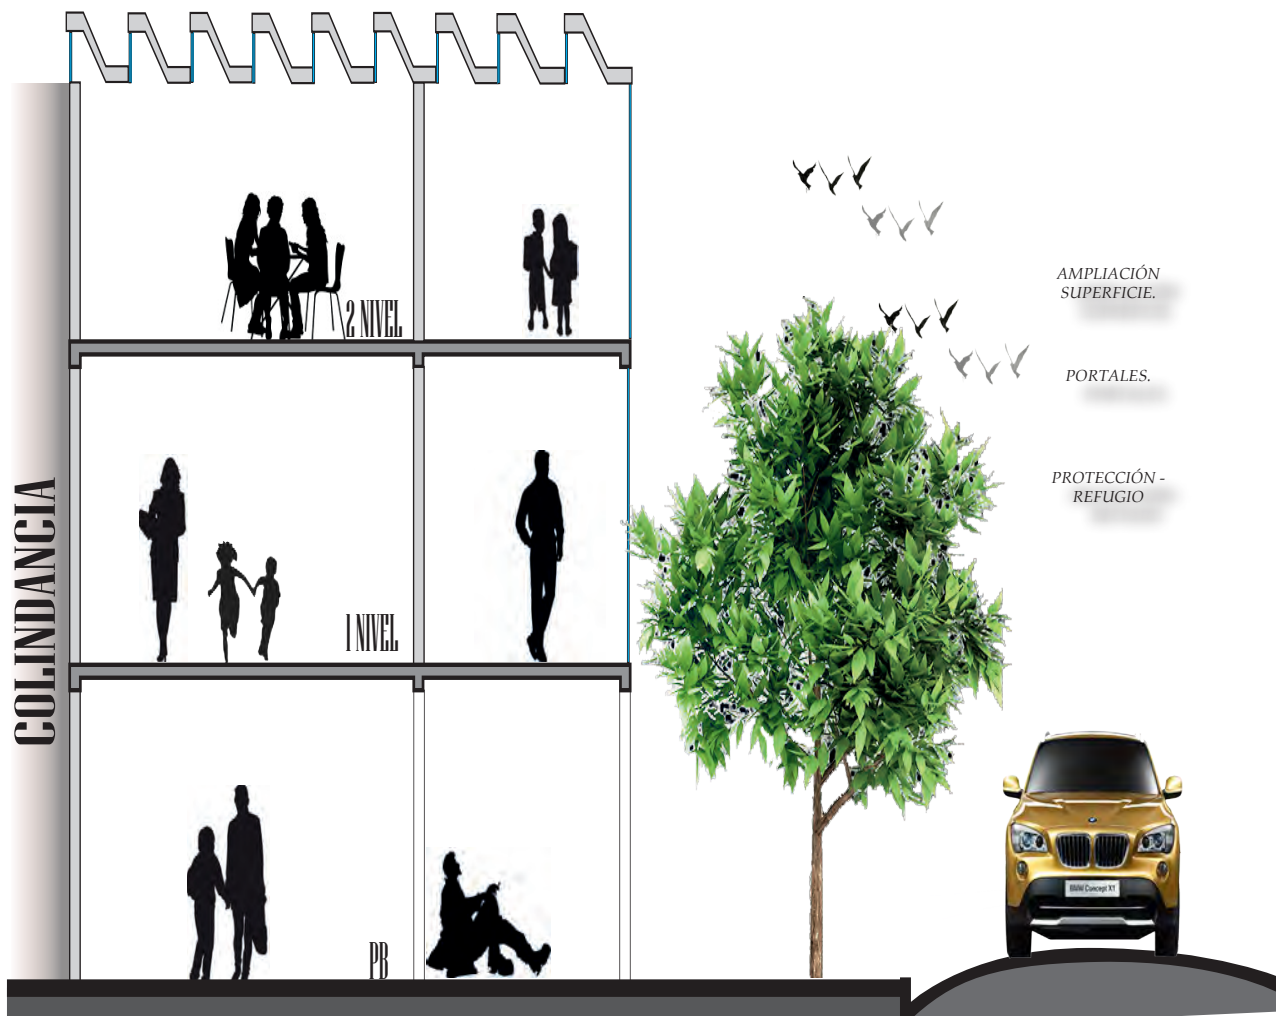 COLINDANCIA
2 NIVEL
1 NIVEL
PB
AMPLIACIÓN
SUPERFICIE.
PORTALES.
PROTECCIÓN -
REFUGIO
BMW Concept X1